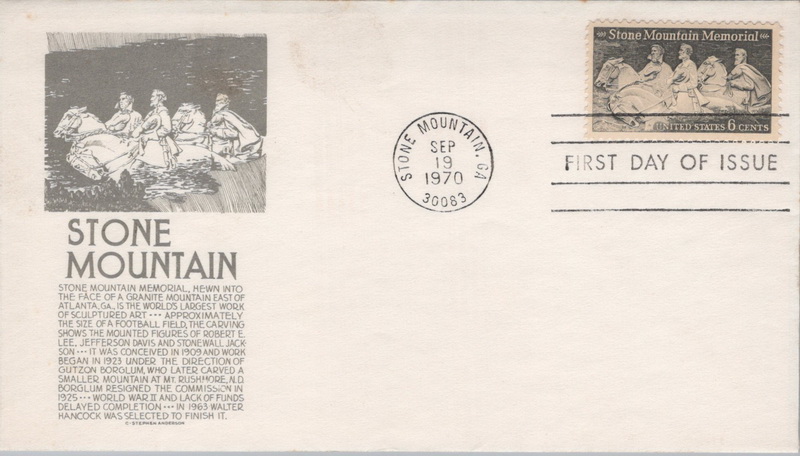 STONE
MOUNTAIN
STONE MOUNTAIN MEMORIAL, HEWN INTO
THE FACE OF A GRANITE MOUNTAIN EAST OF
ATLANTA, GA., IS THE WORLD'S LARGEST WORK
OF SCULPTURED ART ··· APPROXIMATELY
THE SIZE OF A FOOTBALL FIELD, THE CARVING
SHOWS THE MOUNTED FIGURES OF ROBERT E.
LEE, JEFFERSON DAVIS AND STONEWALL JACK-
SON ··· IT WAS CONCEIVED IN 1909 AND WORK
BEGAN IN 1923 UNDER THE DIRECTION OF
GUTZON BORGLUM, WHO LATER CARVED A
SMALLER MOUNTAIN AT MT. RUSHMORE, N.D.
BORGLUM RESIGNED THE COMMISSION IN
1925 ··· WORLD WAR II AND LACK OF FUNDS
DELAYED COMPLETION ··· IN 1963 WALTER
HANCOCK WAS SELECTED TO FINISH IT.
C·STEPHEN·ANDERSON
STONE MOUNTAIN, GA
SEP
19
1970
30083
Stone Mountain Memorial
UNITED STATES 6 CENTS
FIRST DAY OF ISSUE